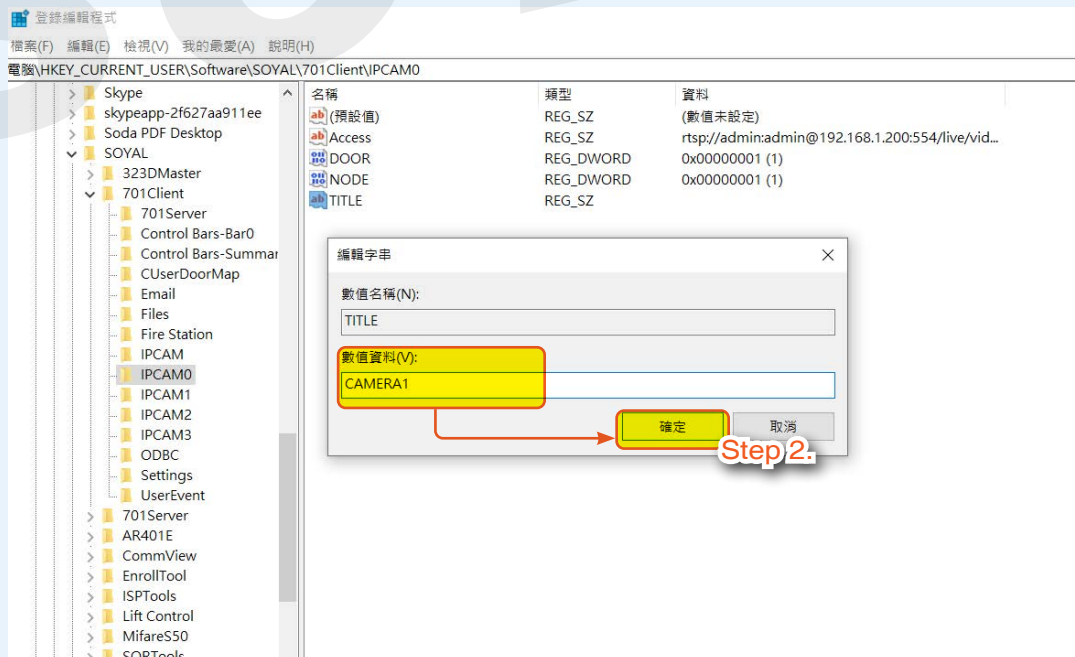 登錄編輯程式
檔案(F) 編輯(E) 檢視(V) 我的最愛(A) 說明(H)
電腦\HKEY_CURRENT_USER\Software\SOYAL\701Client\IPCAM0
Skype
skypeapp-2f627aa911ee
Soda PDF Desktop
SOYAL
323DMaster
701Client
701Server
Control Bars-Bar0
Control Bars-Summar
CUserDoorMap
Email
Files
Fire Station
IPCAM
IPCAM0
IPCAM1
IPCAM2
IPCAM3
ODBC
Settings
UserEvent
701Server
AR401E
CommView
EnrollTool
ISPTools
Lift Control
MifareS50
SORTools
名稱 類型 資料
(預設值) REG_SZ (數值未設定)
Access REG_SZ rtsp://admin:admin@192.168.1.200:554/live/vid...
DOOR REG_DWORD 0x00000001 (1)
NODE REG_DWORD 0x00000001 (1)
TITLE REG_SZ
編輯字串
數值名稱(N):
TITLE
數值資料(V):
CAMERA1
確定 取消
Step 2.